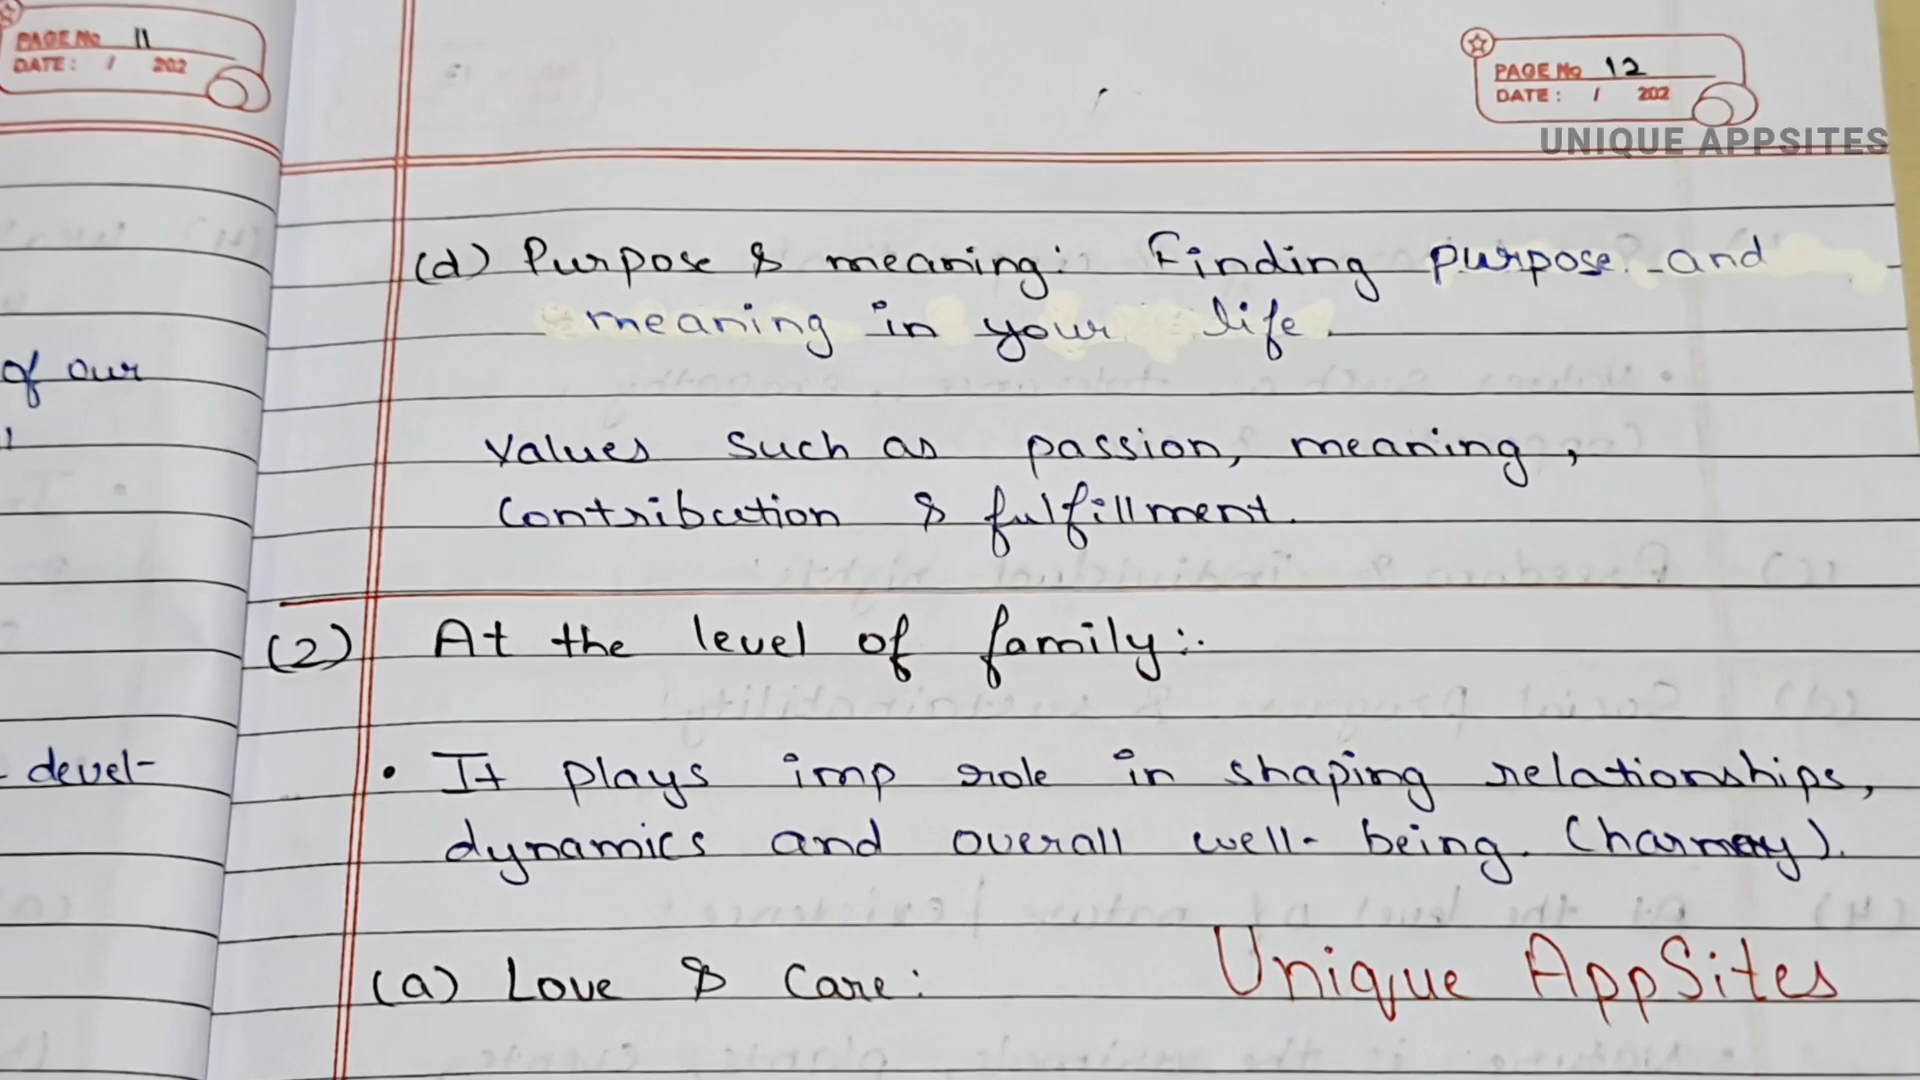 PAGE No 11
DATE: / 202
of our
devel-
PAGE No 12
DATE: / 202
UNIQUE APPSITES
(d) Purpose & meaning: Finding purpose and
meaning in your life.
Values such as passion, meaning,
Contribution & fulfillment.
(2) At the level of family:
• It plays imp role in shaping relationships,
dynamics and overall well-being. (harmony).
(a) Love & Care:
Unique AppSites